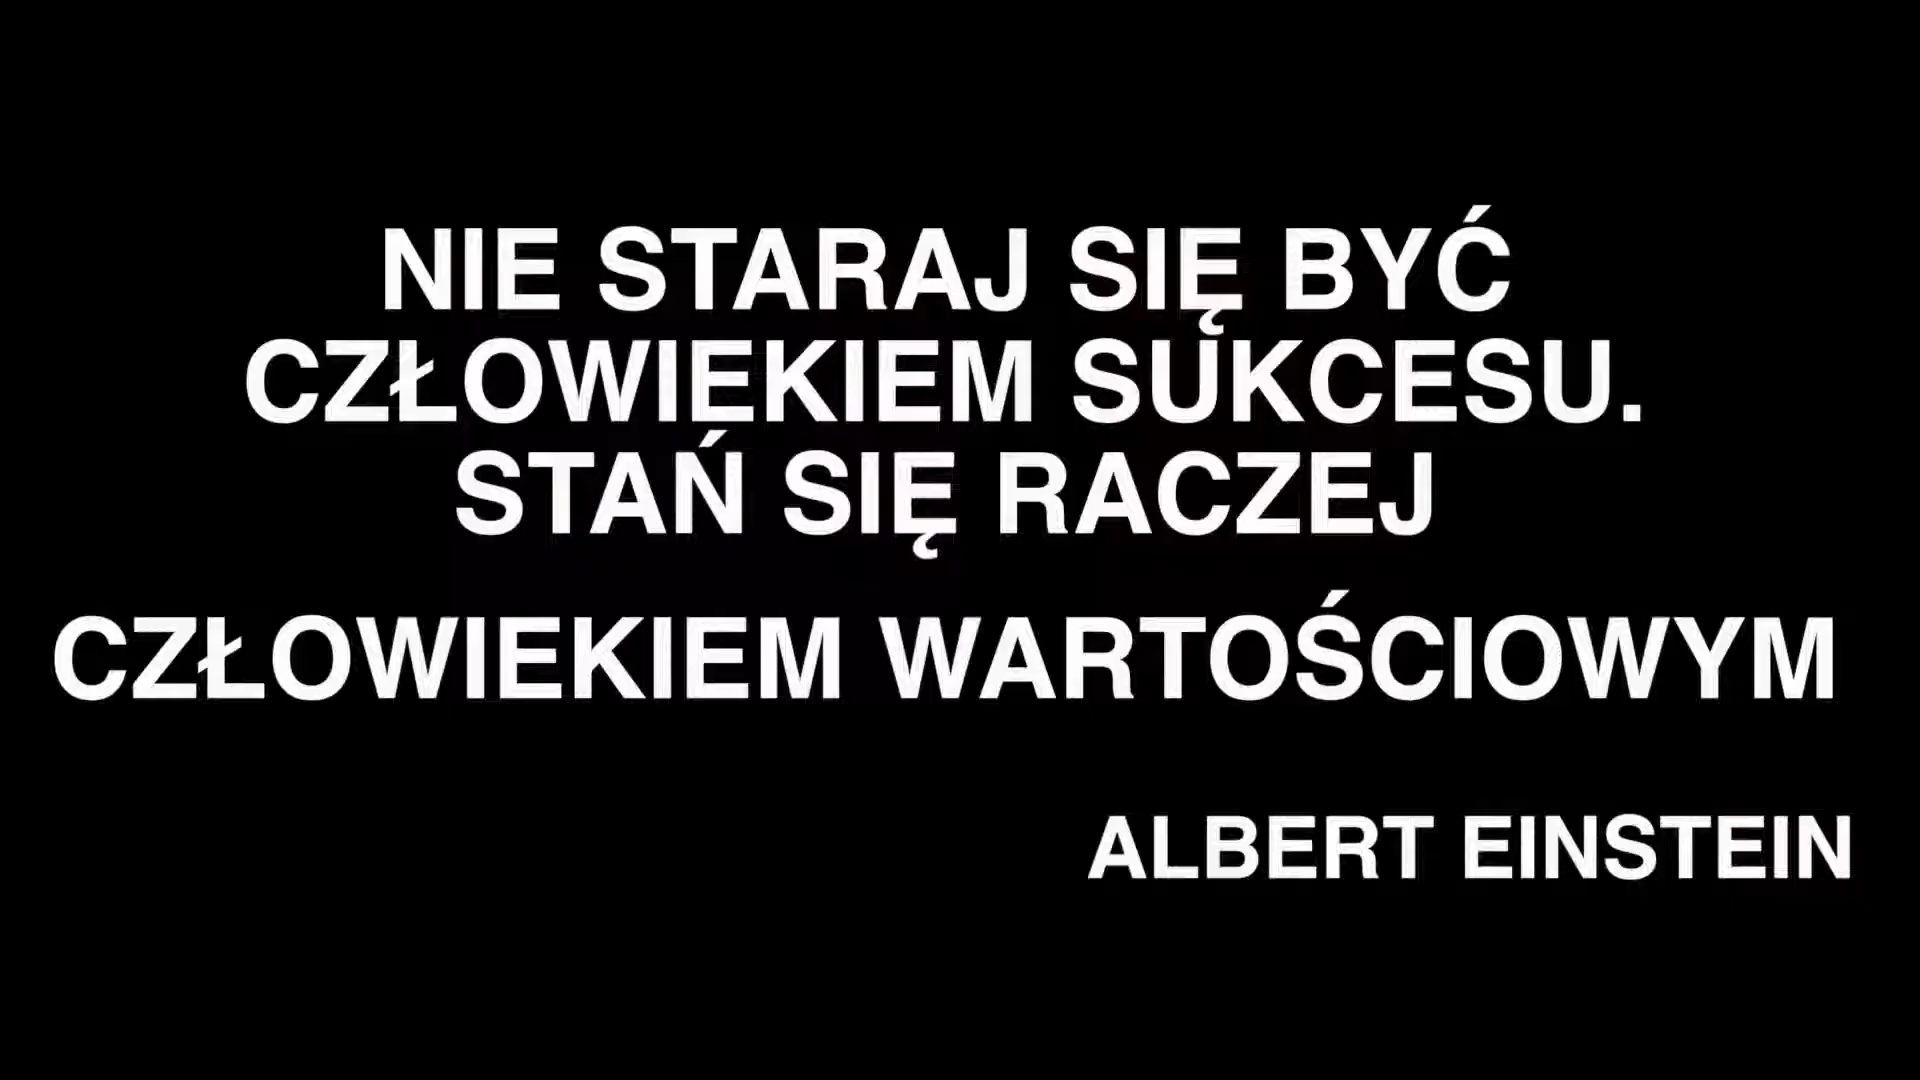 NIE STARAJ SIĘ BYĆ
CZŁOWIEKIEM SUKCESU.
STAŃ SIĘ RACZEJ
CZŁOWIEKIEM WARTOŚCIOWYM
ALBERT EINSTEIN